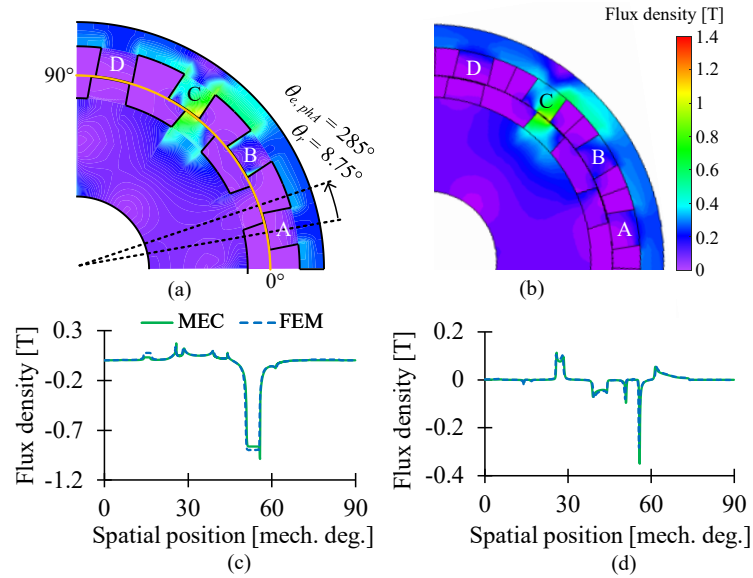 Flux density [T]
D
90°
C
θe,phA = 285°
θr = 8.75°
B
A
0°
(a)
D
C
B
A
1.4
1.2
1
0.8
0.6
0.4
0.2
0
(b)
MEC
FEM
Flux density [T]
0.3
-0.2
-0.7
-1.2
0
30
60
90
Spatial position [mech. deg.]
(c)
Flux density [T]
0.2
0
-0.2
-0.4
0
30
60
90
Spatial position [mech. deg.]
(d)